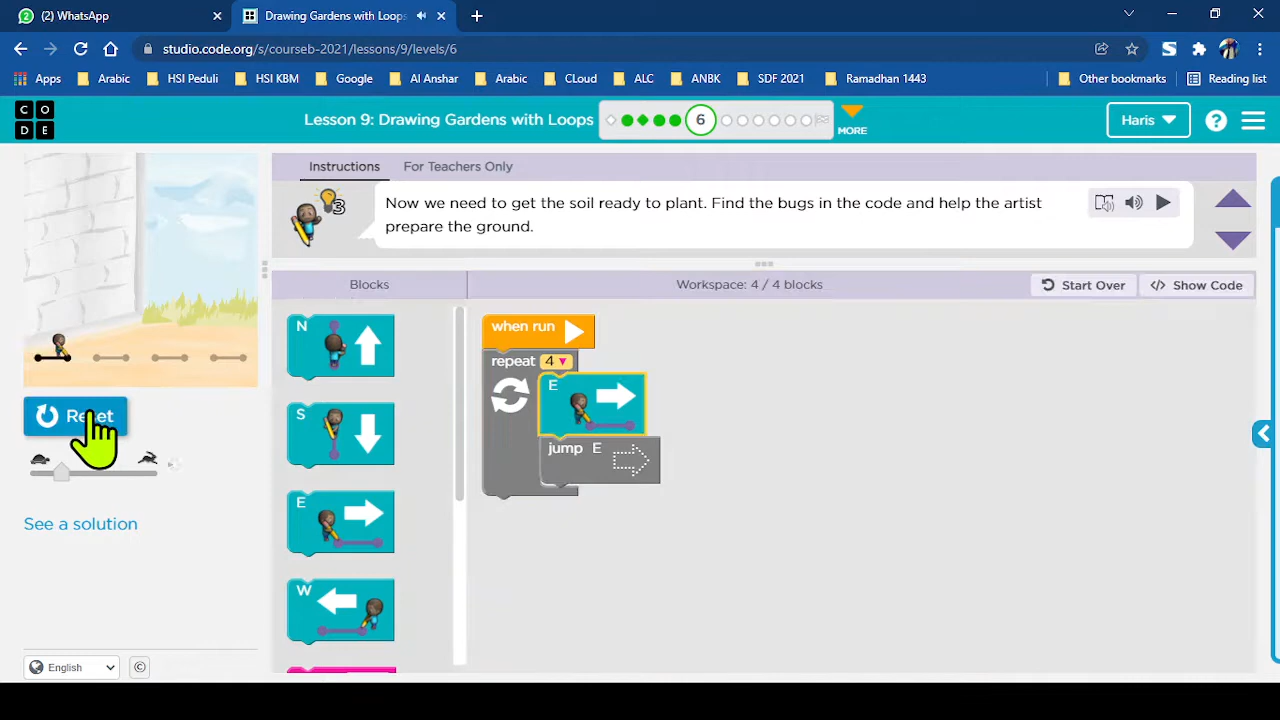 (2) WhatsApp
Drawing Gardens with Loops
studio.code.org/s/courseb-2021/lessons/9/levels/6
Apps Arabic HSI Peduli HSI KBM Google Al Anshar Arabic CLoud ALC ANBK SDF 2021 Ramadhan 1443 Other bookmarks Reading list
C O
D E
Lesson 9: Drawing Gardens with Loops
6
MORE
Haris
?
Instructions
For Teachers Only
3
Now we need to get the soil ready to plant. Find the bugs in the code and help the artist
prepare the ground.
Blocks
Workspace: 4 / 4 blocks
Start Over
</> Show Code
Reset
See a solution
N
S
E
W
when run
repeat 4
E
jump E
English
©